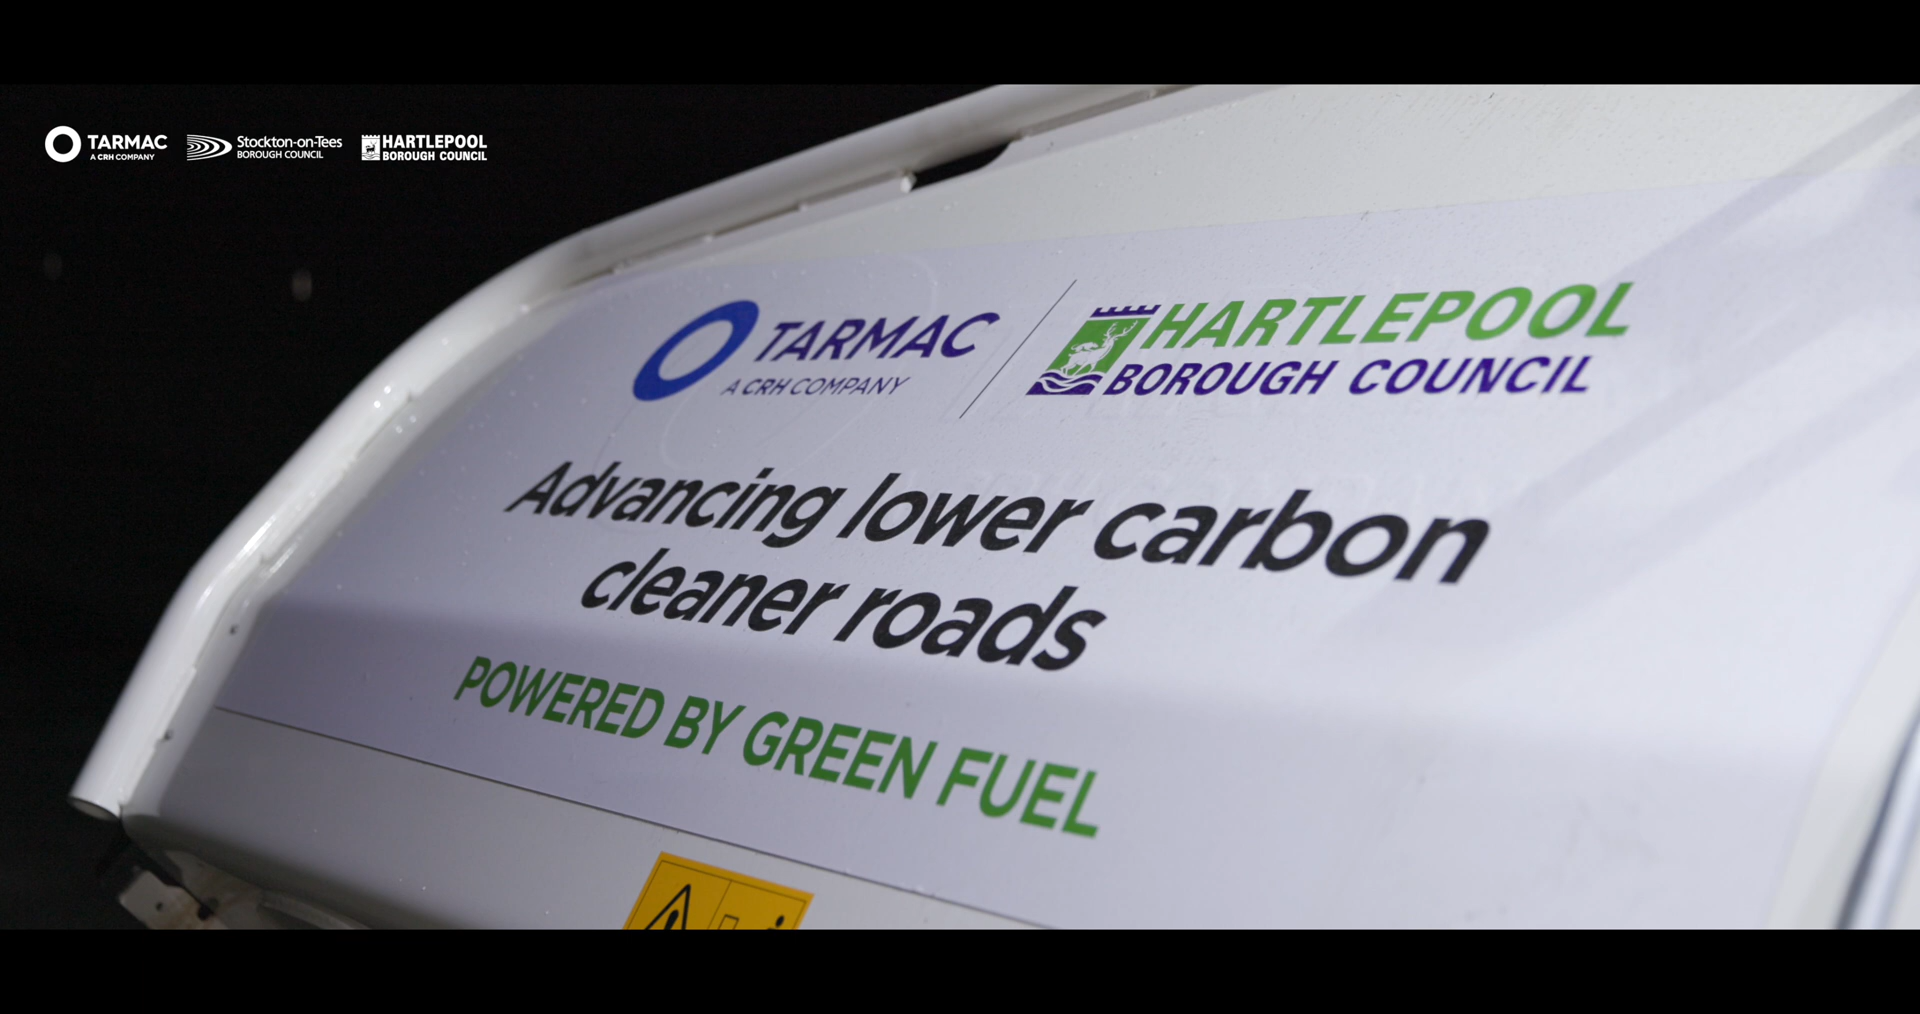 TARMAC
A CRH COMPANY
Stockton-on-Tees
BOROUGH COUNCIL
HARTLEPOOL
BOROUGH COUNCIL
TARMAC
A CRH COMPANY
HARTLEPOOL
BOROUGH COUNCIL
Advancing lower carbon
cleaner roads
POWERED BY GREEN FUEL